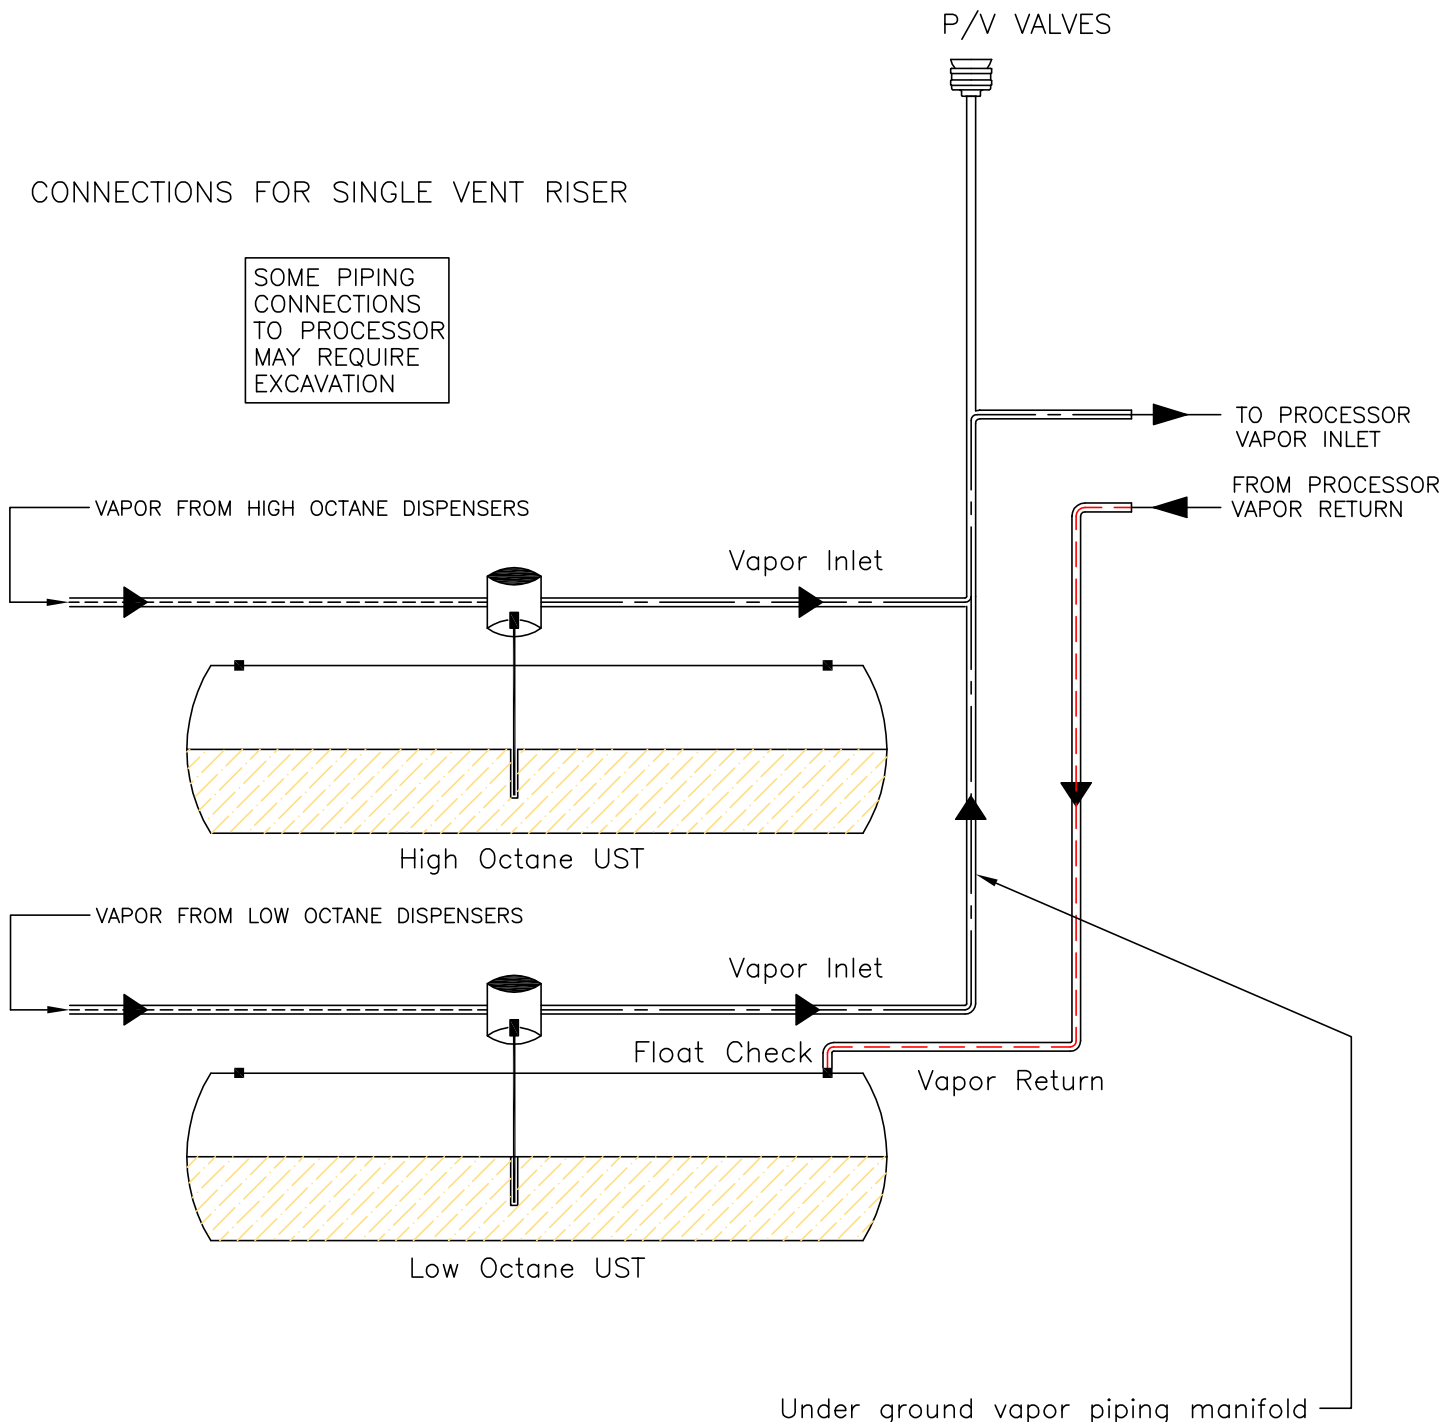 P/V VALVES
CONNECTIONS FOR SINGLE VENT RISER
SOME PIPING
CONNECTIONS
TO PROCESSOR
MAY REQUIRE
EXCAVATION
TO PROCESSOR
VAPOR INLET
FROM PROCESSOR
VAPOR RETURN
VAPOR FROM HIGH OCTANE DISPENSERS
Vapor Inlet
High Octane UST
VAPOR FROM LOW OCTANE DISPENSERS
Vapor Inlet
Float Check
Vapor Return
Low Octane UST
Under ground vapor piping manifold